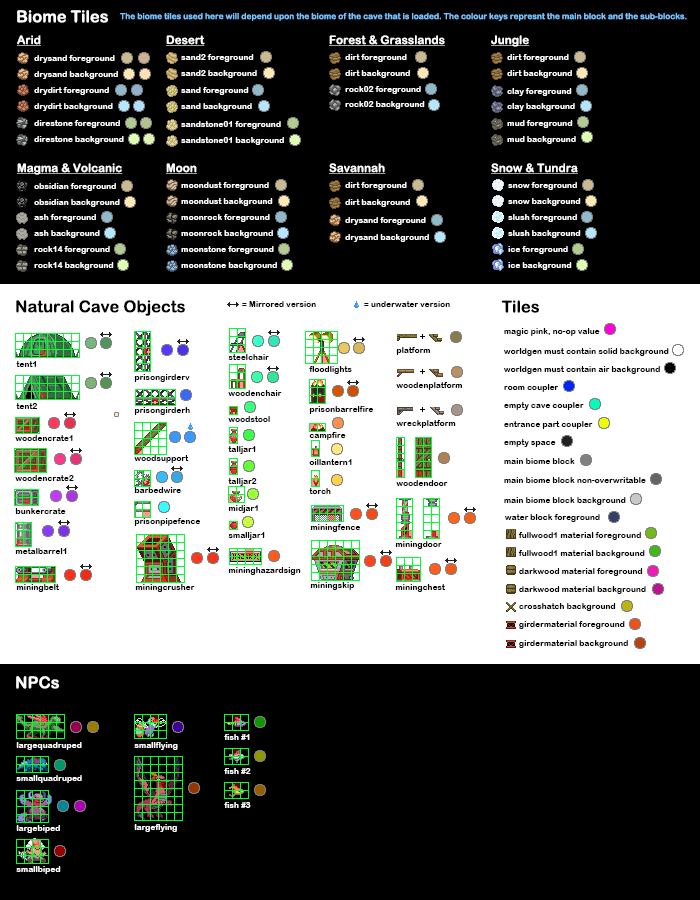 Biome Tiles
The biome tiles used here will depend upon the biome of the cave that is loaded. The colour keys represnt the main block and the sub-blocks.
Arid
drysand foreground
drysand background
drydirt foreground
drydirt background
direstone foreground
direstone background
Desert
sand2 foreground
sand2 background
sand foreground
sand background
sandstone01 foreground
sandstone01 background
Forest & Grasslands
dirt foreground
dirt background
rock02 foreground
rock02 background
Jungle
dirt foreground
dirt background
clay foreground
clay background
mud foreground
mud background
Magma & Volcanic
obsidian foreground
obsidian background
ash foreground
ash background
rock14 foreground
rock14 background
Moon
moondust foreground
moondust background
moonrock foreground
moonrock background
moonstone foreground
moonstone background
Savannah
dirt foreground
dirt background
drysand foreground
drysand background
Snow & Tundra
snow foreground
snow background
slush foreground
slush background
ice foreground
ice background
Natural Cave Objects
= Mirrored version
= underwater version
tent1
tent2
woodencrate1
woodencrate2
bunkercrate
metalbarrel1
miningbelt
prisongirderv
prisongirderh
woodsupport
barbedwire
prisonpipefence
miningcrusher
steelchair
woodenchair
woodstool
talljar1
talljar2
midjar1
smalljar1
mininghazardsign
floodlights
prisonbarrelfire
campfire
oillantern1
torch
miningfence
miningskip
+
platform
+
woodenplatform
+
wreckplatform
woodendoor
miningdoor
miningchest
Tiles
magic pink, no-op value
worldgen must contain solid background
worldgen must contain air background
room coupler
empty cave coupler
entrance part coupler
empty space
main biome block
main biome block non-overwritable
main biome block background
water block foreground
fullwood1 material foreground
fullwood1 material background
darkwood material foreground
darkwood material background
crosshatch background
girdermaterial foreground
girdermaterial background
NPCs
largequadruped
smallquadruped
largebiped
smallbiped
smallflying
largeflying
fish #1
fish #2
fish #3